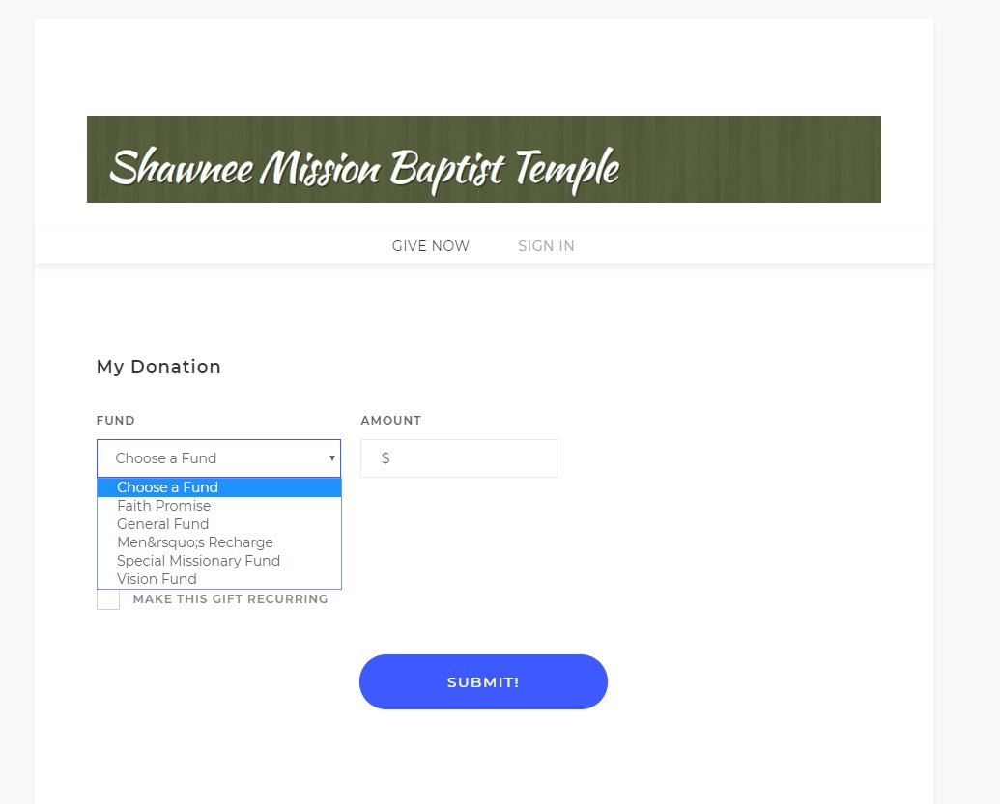 Shawnee Mission Baptist Temple
GIVE NOW SIGN IN
My Donation
FUND AMOUNT
Choose a Fund ▾ $
Choose a Fund
Faith Promise
General Fund
Men&rsquo;s Recharge
Special Missionary Fund
Vision Fund
MAKE THIS GIFT RECURRING
SUBMIT!